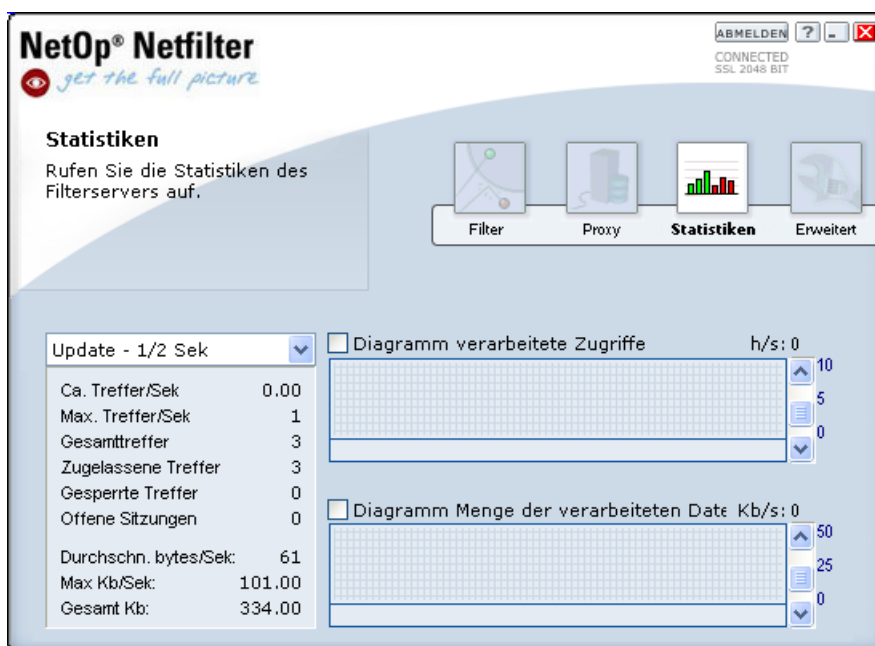 NetOp® Netfilter
get the full picture
ABMELDEN ?
CONNECTED
SSL 2048 BIT
Statistiken
Rufen Sie die Statistiken des
Filterservers auf.
Filter Proxy Statistiken Erweitert
Update - 1/2 Sek
Ca. Treffer/Sek 0.00
Max. Treffer/Sek 1
Gesamttreffer 3
Zugelassene Treffer 3
Gesperrte Treffer 0
Offene Sitzungen 0
Durchschn. bytes/Sek: 61
Max Kb/Sek: 101.00
Gesamt Kb: 334.00
Diagramm verarbeitete Zugriffe h/s: 0
10
5
0
Diagramm Menge der verarbeiteten Date Kb/s: 0
50
25
0